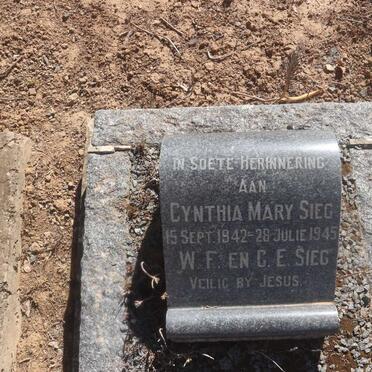 IN SOETE HERINNERING
AAN
CYNTHIA MARY SIEG
15 SEPT. 1942-28 JULIE 1945
W. F. EN C. E. SIEG
VEILIG BY JESUS.